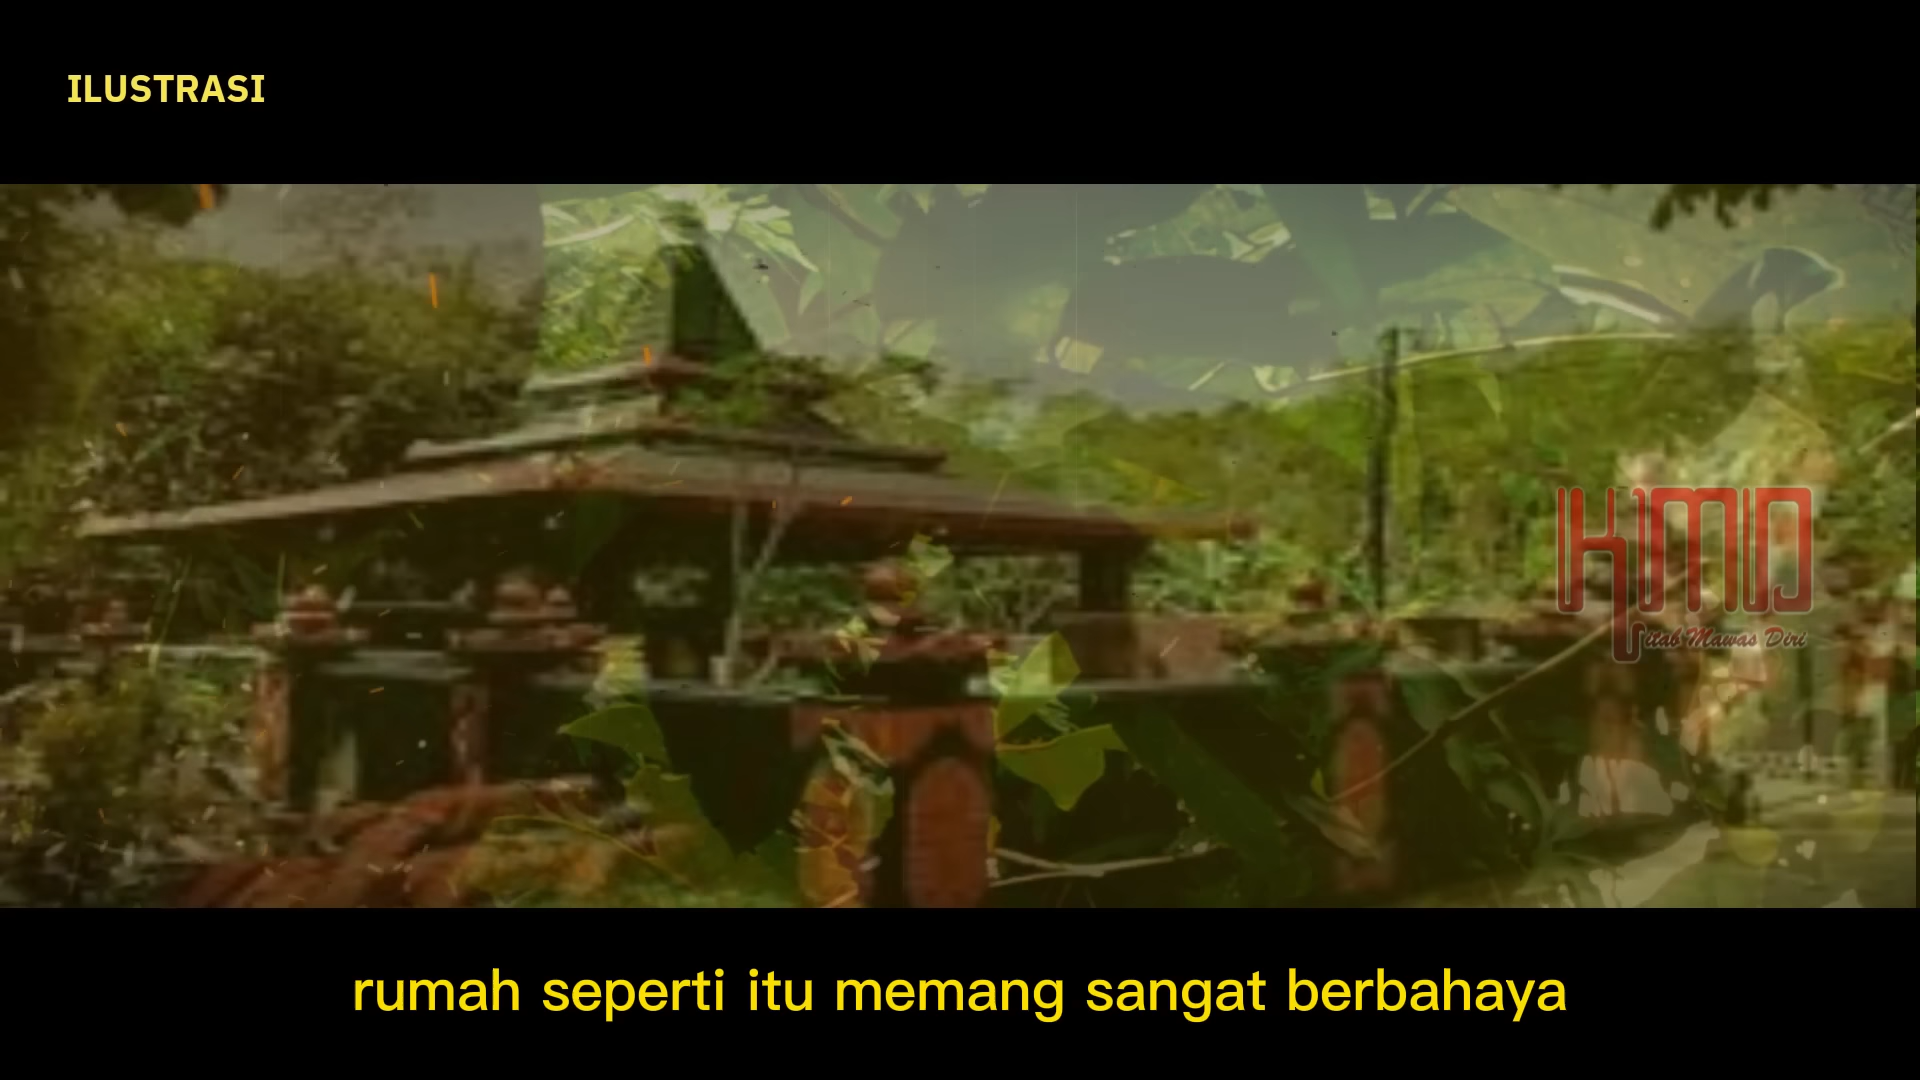 ILUSTRASI
KMD
Kitab Mawas Diri
rumah seperti itu memang sangat berbahaya